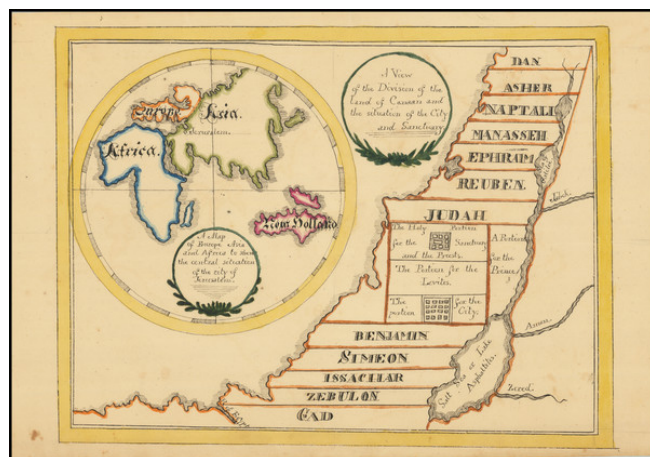 Europe
Asia.
Jerusalem.
Africa.
New Holland
A Map
of Europe Asia
and Africa to shew
the central situation
of the city of
Jerusalem.
A View
of the Division of the
Land of Canaan and
the situation of the City
and Sanctuary
DAN
ASHER
NAPTALI
MANASSEH
EPHRAM
REUBEN.
JUDAH
The Holy Portion
for the Sanctuary
and the Priests
A Portion
for the
Prince
The Portion for the
Levites
The portion for the City.
BENJAMIN
SIMEON
ISSACHAR
ZEBULON
GAD
Salt Sea or Lake
Asphaltites.
Arnon
Zered.